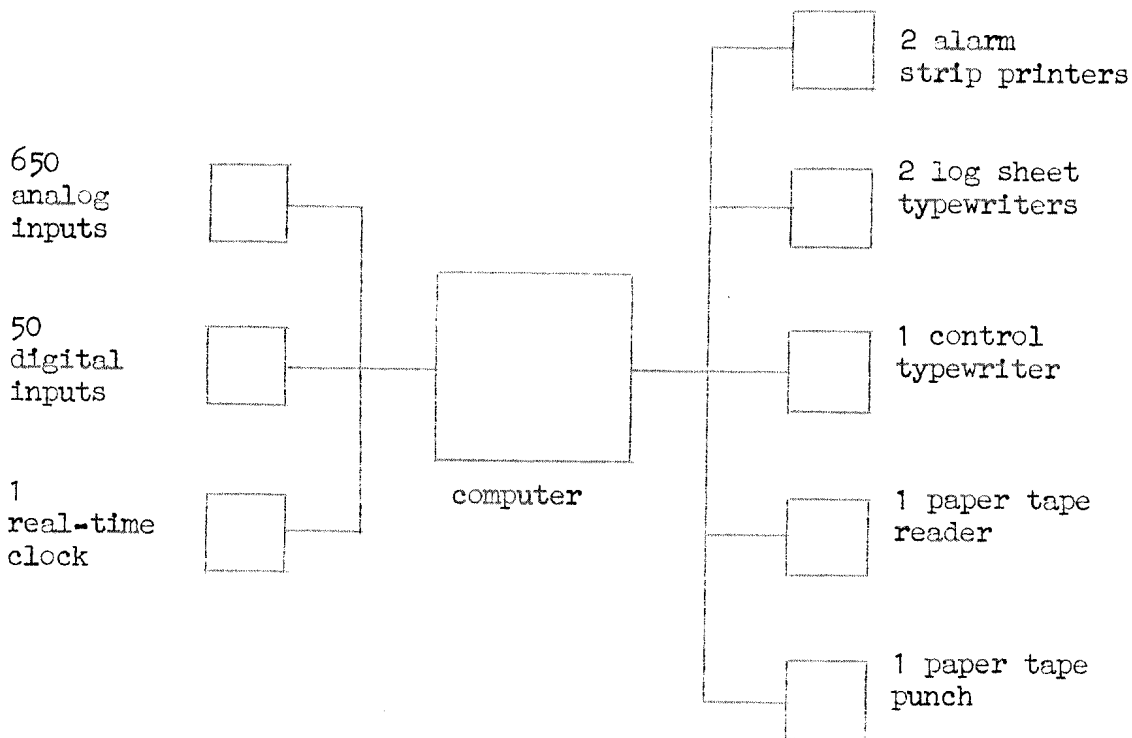 650
analog
inputs
50
digital
inputs
1
real-time
clock
computer
2 alarm
strip printers
2 log sheet
typewriters
1 control
typewriter
1 paper tape
reader
1 paper tape
punch